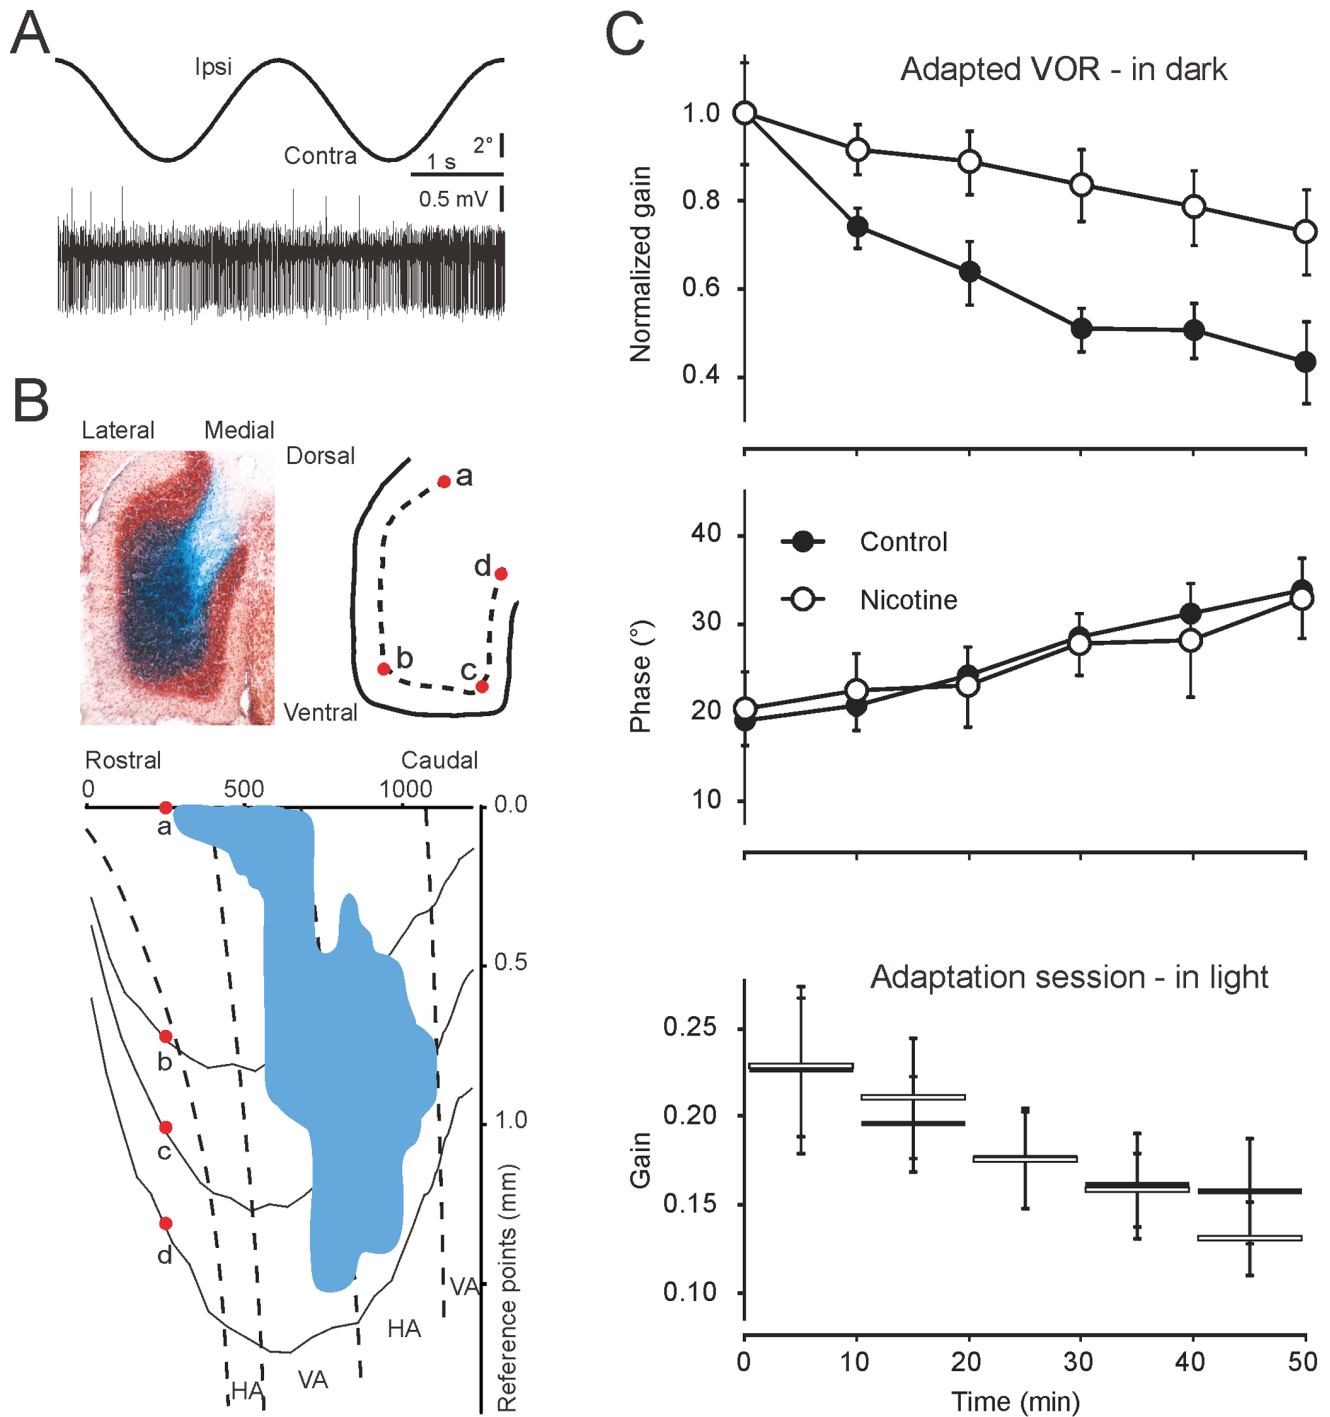 A
Ipsi
Contra
2°
1 s
0.5 mV
B
Lateral Medial
Dorsal
a
d
b
c
Ventral
Rostral Caudal
0 500 1000
0.0
a
0.5
b
1.0
c
d
Reference points (mm)
VA
HA
VA
HA
C
Adapted VOR - in dark
1.0
0.8
0.6
0.4
Normalized gain
40
30
20
10
Phase (°)
Control
Nicotine
Adaptation session - in light
0.25
0.20
0.15
0.10
Gain
0 10 20 30 40 50
Time (min)